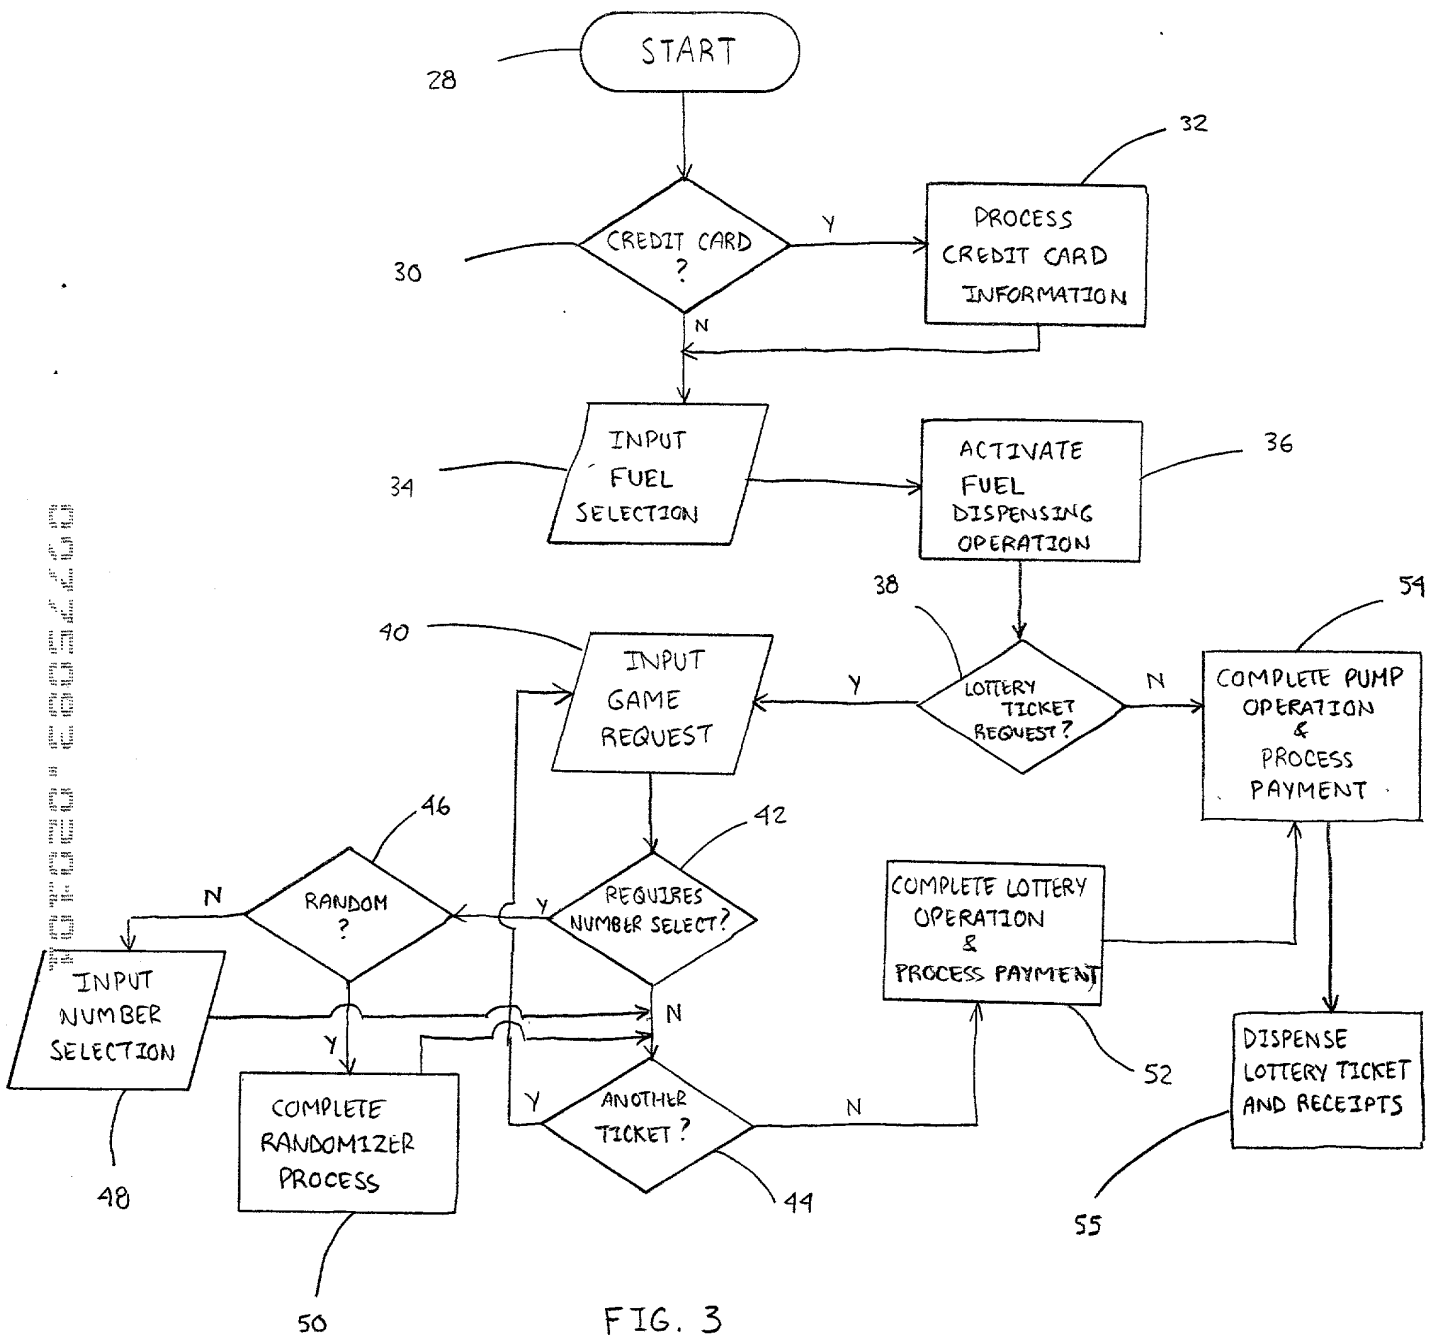 START
28
32
CREDIT CARD
?
Y
PROCESS
CREDIT CARD
INFORMATION
30
N
INPUT
FUEL
SELECTION
34
ACTIVATE
FUEL
DISPENSING
OPERATION
36
38
54
40
INPUT
GAME
REQUEST
Y
LOTTERY
TICKET
REQUEST?
N
COMPLETE PUMP
OPERATION
&
PROCESS
PAYMENT
46
42
N
RANDOM
?
Y
REQUIRES
NUMBER SELECT?
COMPLETE LOTTERY
OPERATION
&
PROCESS PAYMENT
INPUT
NUMBER
SELECTION
N
Y
52
DISPENSE
LOTTERY TICKET
AND RECEIPTS
COMPLETE
RANDOMIZER
PROCESS
Y
ANOTHER
TICKET?
N
48
44
55
50
FIG. 3